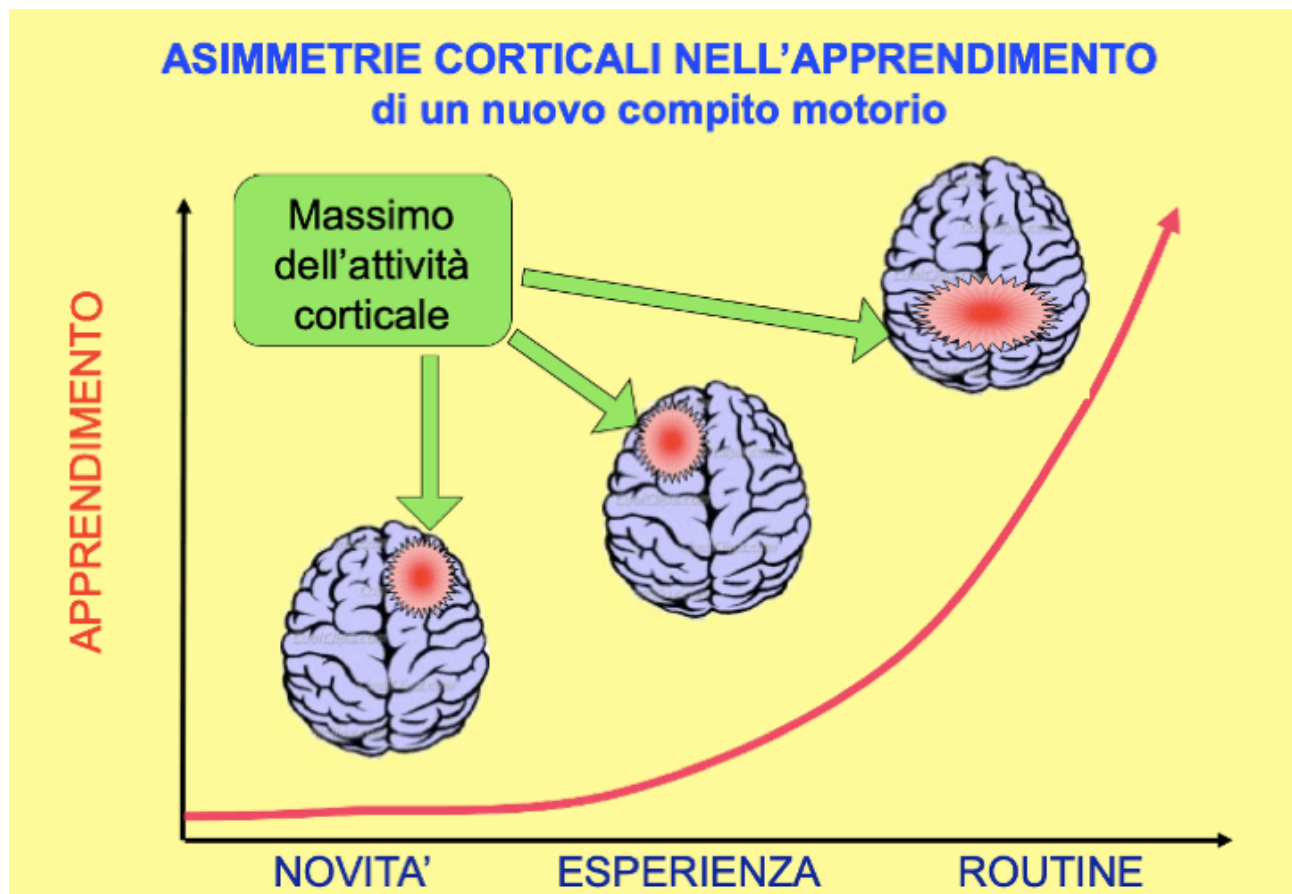 ASIMMETRIE CORTICALI NELL'APPRENDIMENTO
di un nuovo compito motorio
Massimo
dell'attività
corticale
APPRENDIMENTO
NOVITA'
ESPERIENZA
ROUTINE